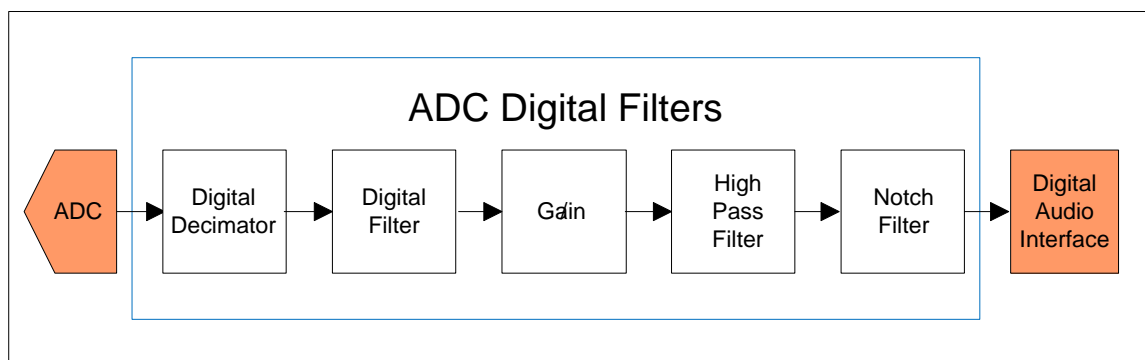 ADC Digital Filters
ADC
Digital
Decimator
Digital
Filter
Gain
High
Pass
Filter
Notch
Filter
Digital
Audio
Interface